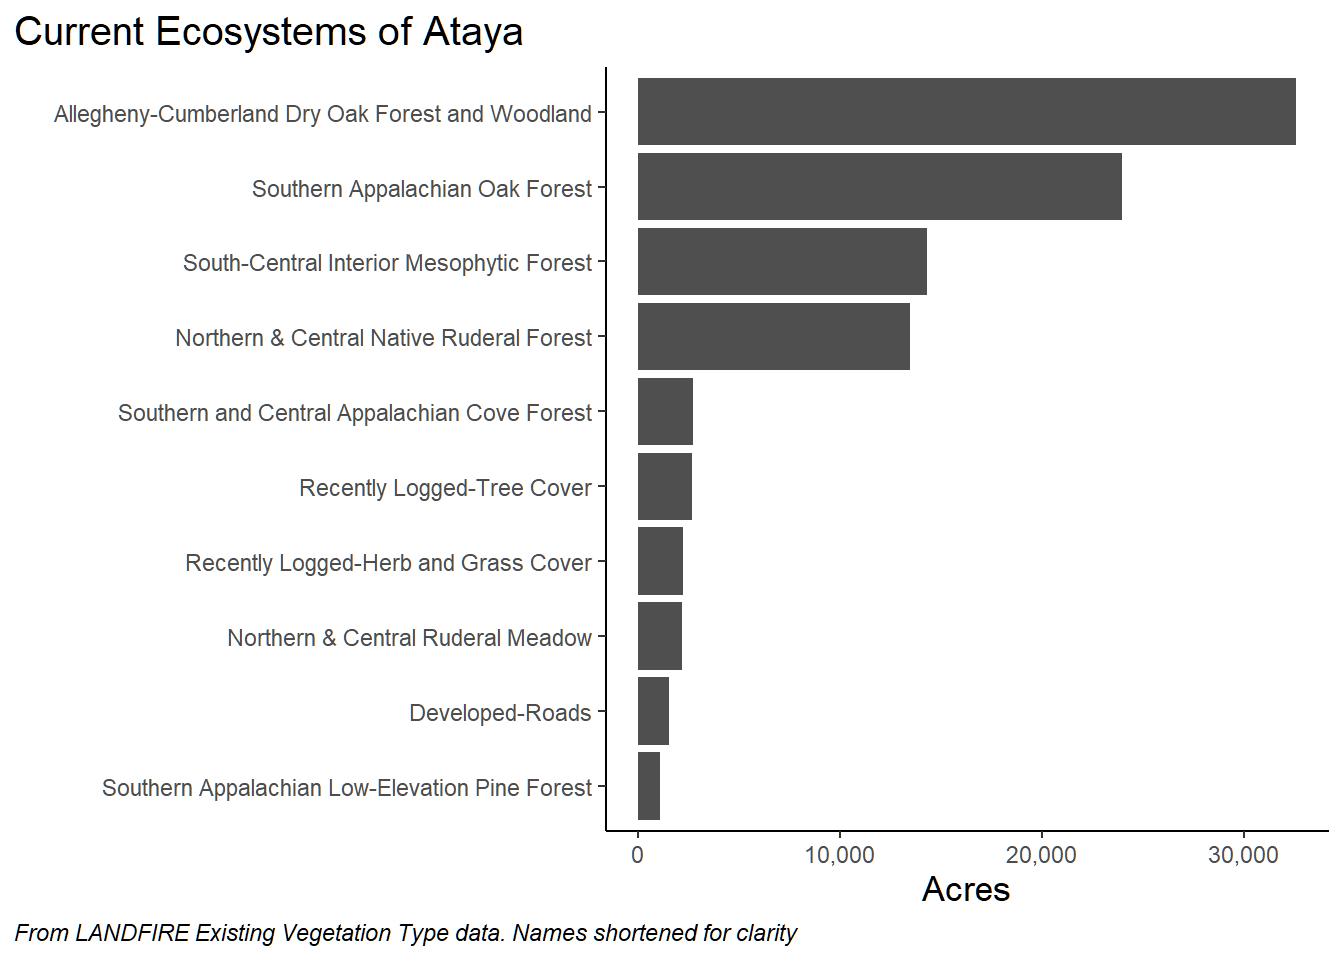 Current Ecosystems of Ataya
Allegheny-Cumberland Dry Oak Forest and Woodland
Southern Appalachian Oak Forest
South-Central Interior Mesophytic Forest
Northern & Central Native Ruderal Forest
Southern and Central Appalachian Cove Forest
Recently Logged-Tree Cover
Recently Logged-Herb and Grass Cover
Northern & Central Ruderal Meadow
Developed-Roads
Southern Appalachian Low-Elevation Pine Forest
0 10,000 20,000 30,000
Acres
From LANDFIRE Existing Vegetation Type data. Names shortened for clarity